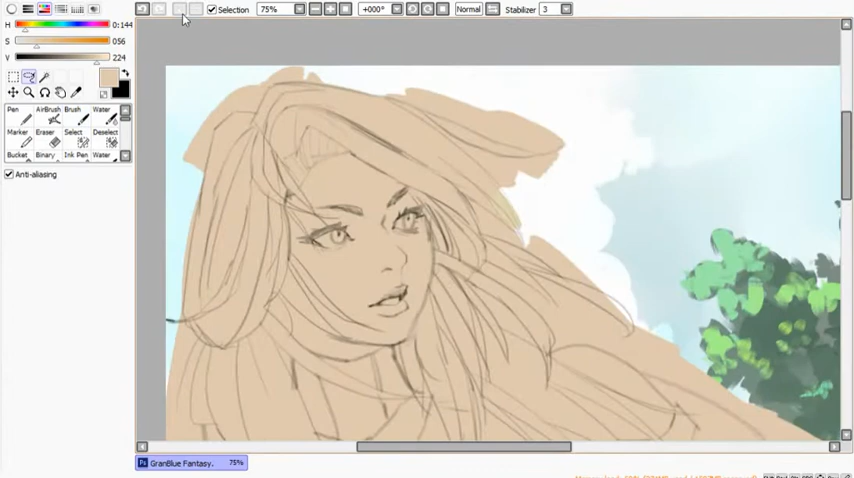 Selection 75% +000° Normal Stabilizer 3
H 0:144
S 056
V 224
Pen AirBrush Brush Water
Marker Eraser Select Deselect
Bucket Binary Ink Pen Water
Anti-aliasing
Ps GranBlue Fantasy. 75%